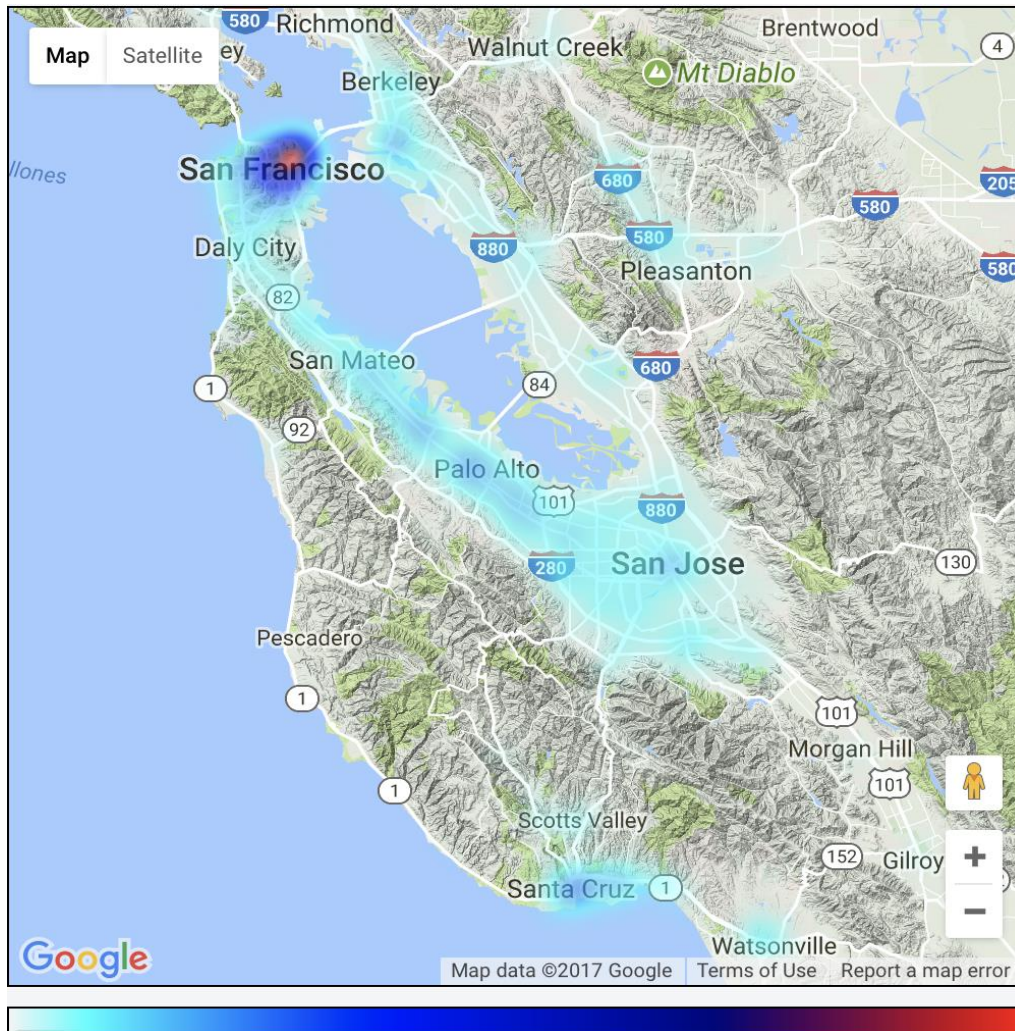 580
Richmond
Brentwood
ey
Walnut Creek
4
Map
Satellite
Mt Diablo
Berkeley
San Francisco
llones
680
205
580
Daly City
880
580
580
Pleasanton
82
San Mateo
680
1
84
92
Palo Alto
101
880
280
San Jose
130
Pescadero
1
101
Morgan Hill
1
101
Scotts Valley
152
Gilroy
Santa Cruz
1
Watsonville
Google
Map data ©2017 Google
Terms of Use
Report a map error